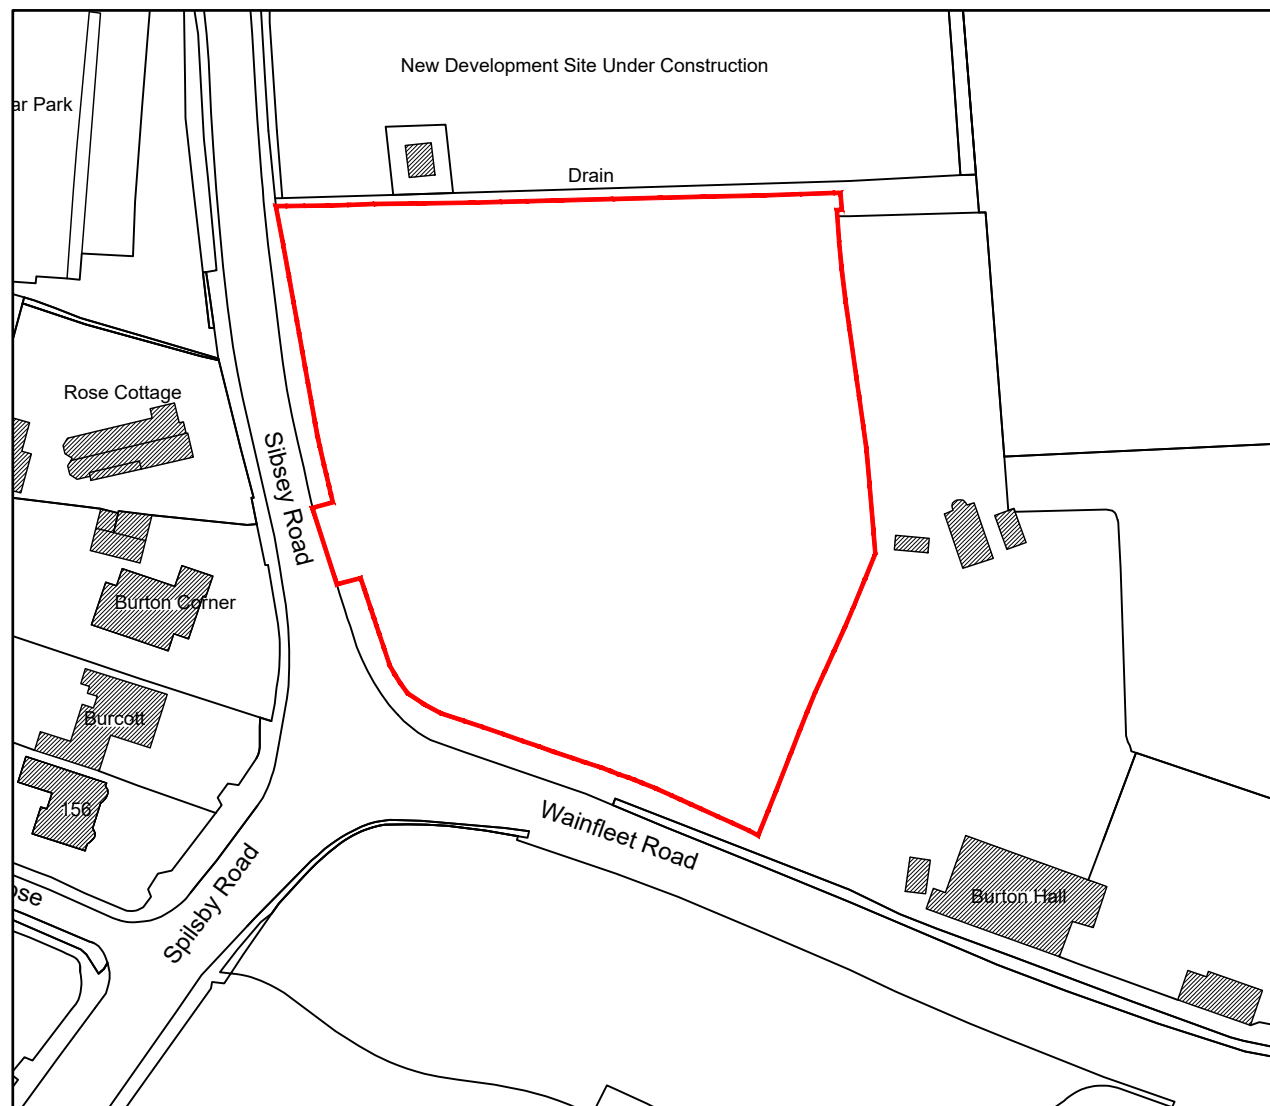 New Development Site Under Construction
ar Park
Drain
Rose Cottage
Sibsey Road
Burton Corner
Burcott
156
Wainfleet Road
Spilsby Road
ose
Burton Hall